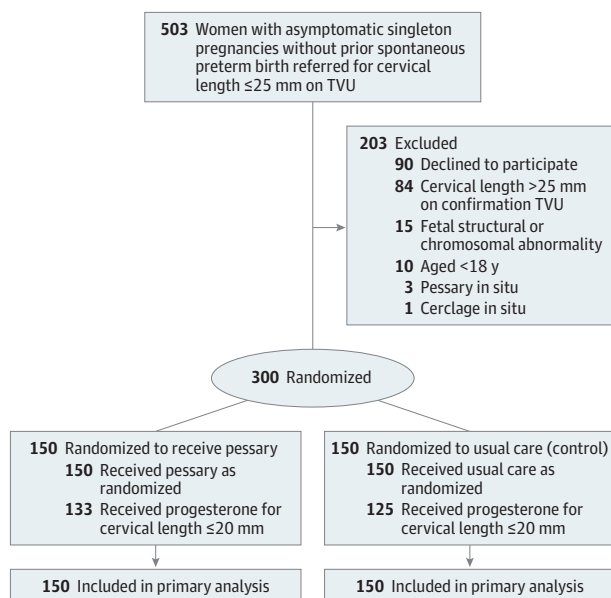 503 Women with asymptomatic singleton
pregnancies without prior spontaneous
preterm birth referred for cervical
length ≤25 mm on TVU
203 Excluded
90 Declined to participate
84 Cervical length >25 mm
on confirmation TVU
15 Fetal structural or
chromosomal abnormality
10 Aged <18 y
3 Pessary in situ
1 Cerclage in situ
300 Randomized
150 Randomized to receive pessary
150 Received pessary as
randomized
133 Received progesterone for
cervical length ≤20 mm
150 Randomized to usual care (control)
150 Received usual care as
randomized
125 Received progesterone for
cervical length ≤20 mm
150 Included in primary analysis
150 Included in primary analysis